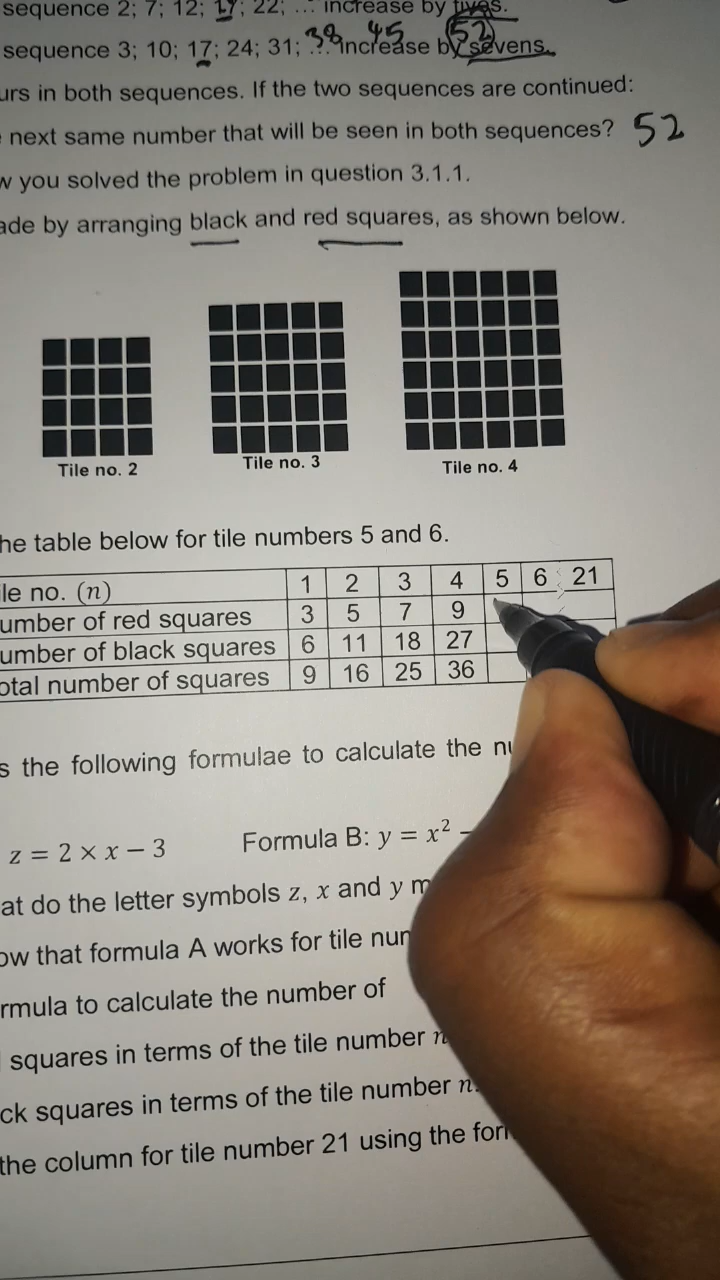 sequence 2; 7; 12; 17; 22; ... increase by fives.
38 45 52
sequence 3; 10; 17; 24; 31; ... increase by sevens.
urs in both sequences. If the two sequences are continued:
next same number that will be seen in both sequences? 52
w you solved the problem in question 3.1.1.
ade by arranging black and red squares, as shown below.
Tile no. 2 Tile no. 3 Tile no. 4
he table below for tile numbers 5 and 6.
le no. (n) 1 2 3 4 5 6 21
umber of red squares 3 5 7 9
umber of black squares 6 11 18 27
otal number of squares 9 16 25 36
s the following formulae to calculate the nu
z = 2 × x − 3 Formula B: y = x² −
at do the letter symbols z, x and y m
ow that formula A works for tile nun
rmula to calculate the number of
squares in terms of the tile number n
ck squares in terms of the tile number n.
the column for tile number 21 using the for